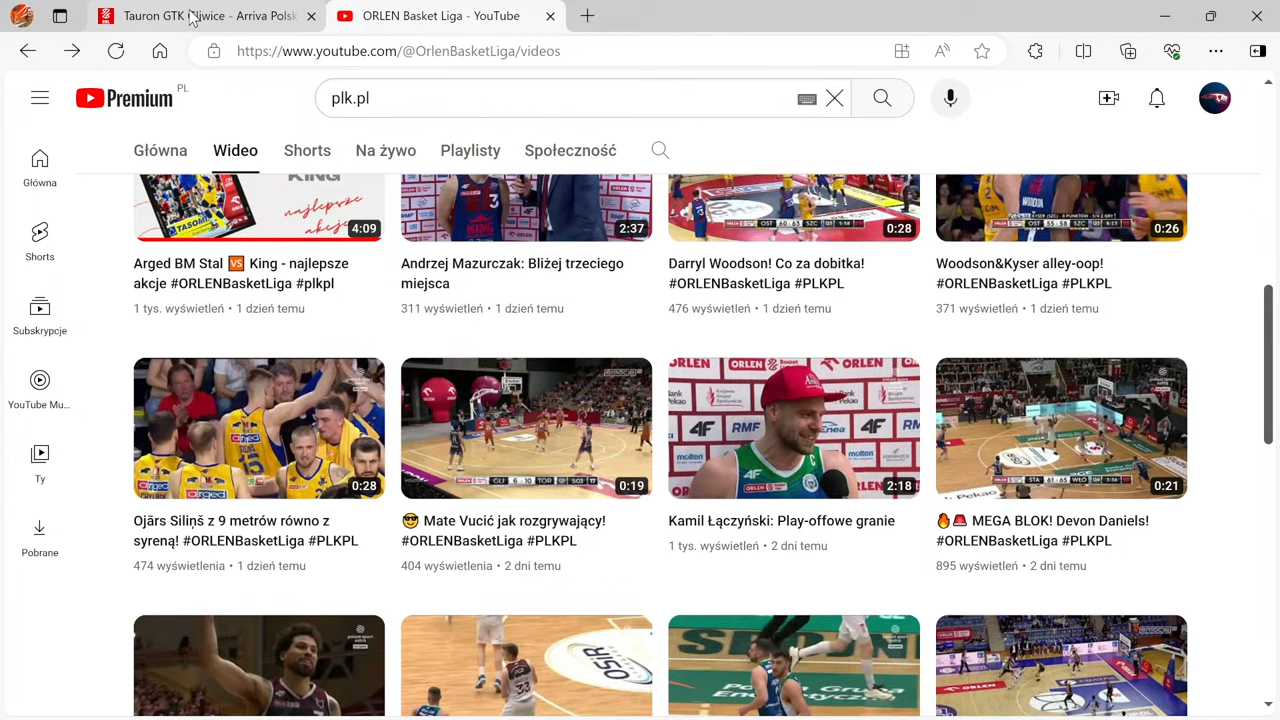 Tauron GTK Gliwice - Arriva Polsk
ORLEN Basket Liga - YouTube
https://www.youtube.com/@OrlenBasketLiga/videos
Premium PL
plk.pl
Główna
Wideo
Shorts
Na żywo
Playlisty
Społeczność
Główna
Shorts
Subskrypcje
YouTube Mu...
Ty
Pobrane
KING
najlepsze
akcje
4:09
2:37
0:28
0:26
Arged BM Stal 🆚 King - najlepsze
akcje #ORLENBasketLiga #plkpl
1 tys. wyświetleń • 1 dzień temu
Andrzej Mazurczak: Bliżej trzeciego
miejsca
311 wyświetleń • 1 dzień temu
Darryl Woodson! Co za dobitka!
#ORLENBasketLiga #PLKPL
476 wyświetleń • 1 dzień temu
Woodson&Kyser alley-oop!
#ORLENBasketLiga #PLKPL
371 wyświetleń • 1 dzień temu
0:28
0:19
2:18
0:21
Ojārs Siliņš z 9 metrów równo z
syreną! #ORLENBasketLiga #PLKPL
474 wyświetlenia • 1 dzień temu
😎 Mate Vucić jak rozgrywający!
#ORLENBasketLiga #PLKPL
404 wyświetlenia • 2 dni temu
Kamil Łączyński: Play-offowe granie
1 tys. wyświetleń • 2 dni temu
🔥🚨 MEGA BLOK! Devon Daniels!
#ORLENBasketLiga #PLKPL
895 wyświetleń • 2 dni temu